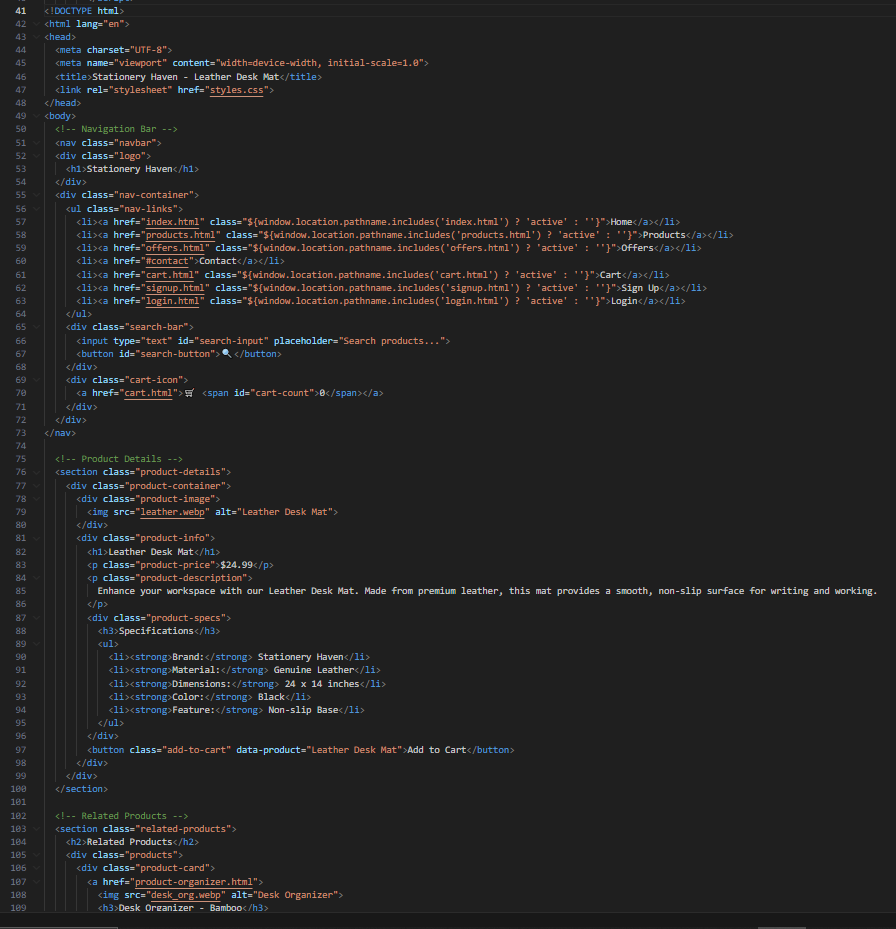 41 <!DOCTYPE html>
42 <html lang="en">
43 <head>
44 <meta charset="UTF-8">
45 <meta name="viewport" content="width=device-width, initial-scale=1.0">
46 <title>Stationery Haven - Leather Desk Mat</title>
47 <link rel="stylesheet" href="styles.css">
48 </head>
49 <body>
50 <!-- Navigation Bar -->
51 <nav class="navbar">
52 <div class="logo">
53 <h1>Stationery Haven</h1>
54 </div>
55 <div class="nav-container">
56 <ul class="nav-links">
57 <li><a href="index.html" class="${window.location.pathname.includes('index.html') ? 'active' : ''}">Home</a></li>
58 <li><a href="products.html" class="${window.location.pathname.includes('products.html') ? 'active' : ''}">Products</a></li>
59 <li><a href="offers.html" class="${window.location.pathname.includes('offers.html') ? 'active' : ''}">Offers</a></li>
60 <li><a href="#contact">Contact</a></li>
61 <li><a href="cart.html" class="${window.location.pathname.includes('cart.html') ? 'active' : ''}">Cart</a></li>
62 <li><a href="signup.html" class="${window.location.pathname.includes('signup.html') ? 'active' : ''}">Sign Up</a></li>
63 <li><a href="login.html" class="${window.location.pathname.includes('login.html') ? 'active' : ''}">Login</a></li>
64 </ul>
65 <div class="search-bar">
66 <input type="text" id="search-input" placeholder="Search products...">
67 <button id="search-button">🔍</button>
68 </div>
69 <div class="cart-icon">
70 <a href="cart.html">🛒 <span id="cart-count">0</span></a>
71 </div>
72 </div>
73 </nav>
74
75 <!-- Product Details -->
76 <section class="product-details">
77 <div class="product-container">
78 <div class="product-image">
79 <img src="leather.webp" alt="Leather Desk Mat">
80 </div>
81 <div class="product-info">
82 <h1>Leather Desk Mat</h1>
83 <p class="product-price">$24.99</p>
84 <p class="product-description">
85 Enhance your workspace with our Leather Desk Mat. Made from premium leather, this mat provides a smooth, non-slip surface for writing and working.
86 </p>
87 <div class="product-specs">
88 <h3>Specifications</h3>
89 <ul>
90 <li><strong>Brand:</strong> Stationery Haven</li>
91 <li><strong>Material:</strong> Genuine Leather</li>
92 <li><strong>Dimensions:</strong> 24 x 14 inches</li>
93 <li><strong>Color:</strong> Black</li>
94 <li><strong>Feature:</strong> Non-slip Base</li>
95 </ul>
96 </div>
97 <button class="add-to-cart" data-product="Leather Desk Mat">Add to Cart</button>
98 </div>
99 </div>
100 </section>
101
102 <!-- Related Products -->
103 <section class="related-products">
104 <h2>Related Products</h2>
105 <div class="products">
106 <div class="product-card">
107 <a href="product-organizer.html">
108 <img src="desk_org.webp" alt="Desk Organizer">
109 <h3>Desk Organizer - Bamboo</h3>